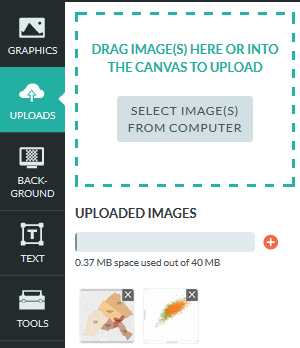 GRAPHICS
UPLOADS
BACK-
GROUND
TEXT
TOOLS
DRAG IMAGE(S) HERE OR INTO
THE CANVAS TO UPLOAD
SELECT IMAGE(S)
FROM COMPUTER
UPLOADED IMAGES
0.37 MB space used out of 40 MB